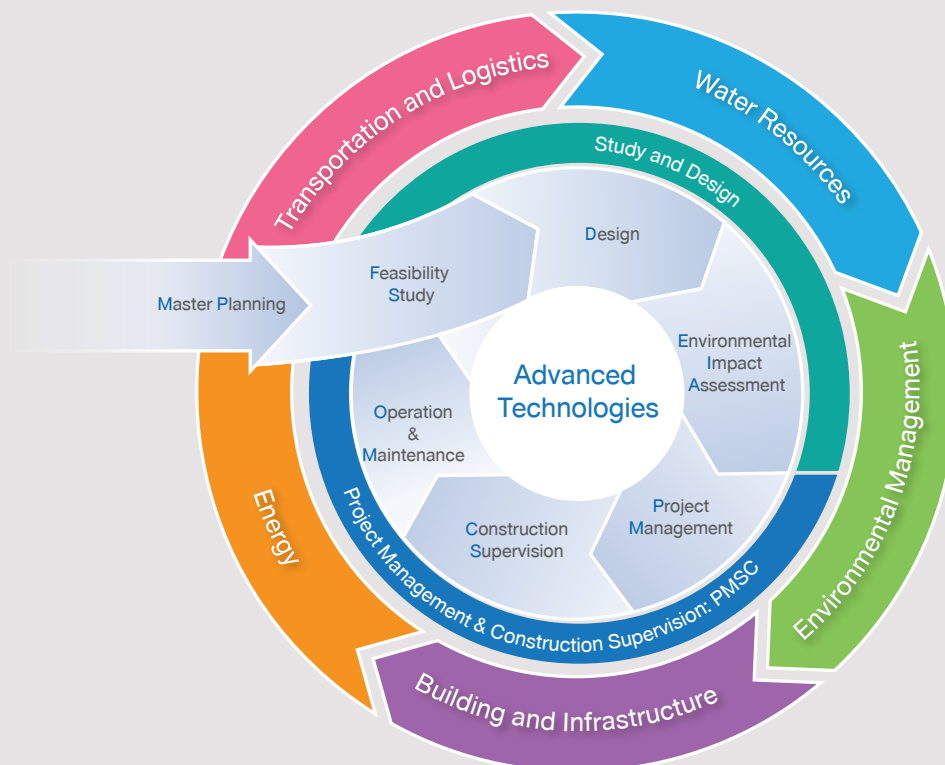 Transportation and Logistics
Water Resources
Study and Design
Design
Feasibility
Study
Master Planning
Environmental
Impact
Assessment
Advanced
Technologies
Environmental Management
Operation
&
Maintenance
Project
Management
Construction
Supervision
Energy
Project Management & Construction Supervision: PMSC
Building and Infrastructure